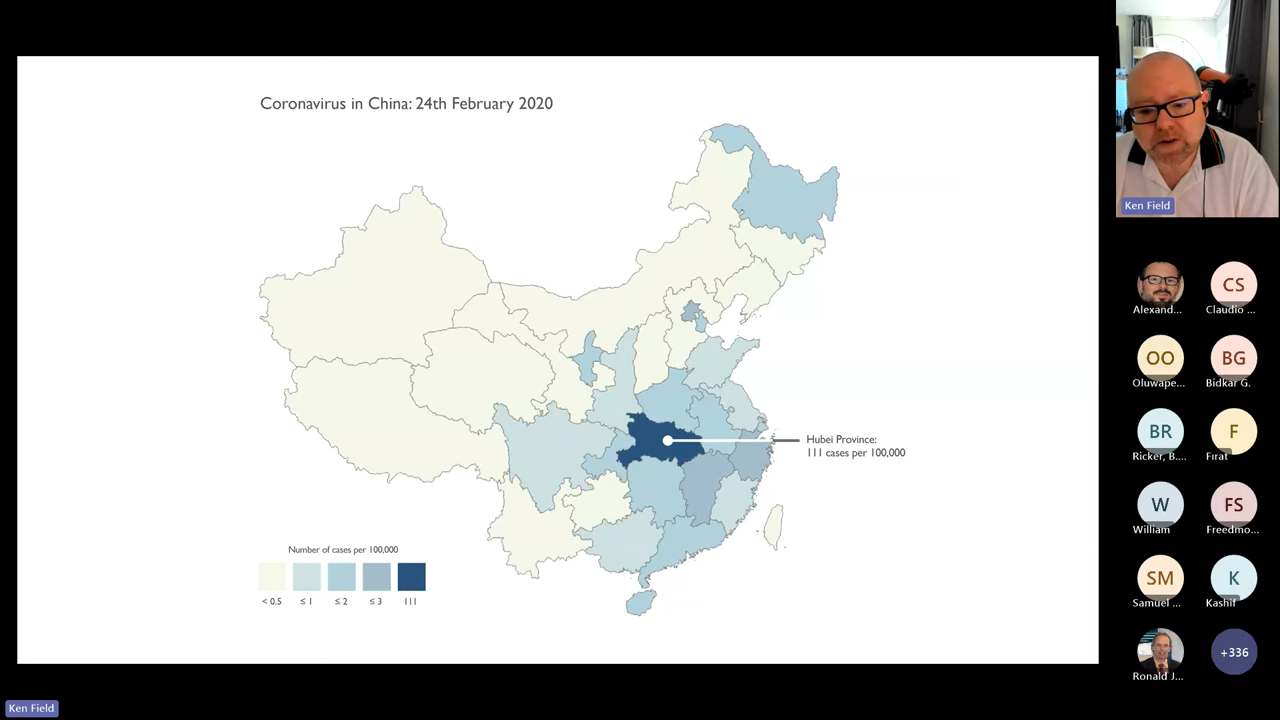 Coronavirus in China: 24th February 2020
Hubei Province:
111 cases per 100,000
Number of cases per 100,000
< 0.5 ≤ 1 ≤ 2 ≤ 3 111
Ken Field
Alexand...
Claudio ...
CS
OO
Oluwape...
BG
Bidkar G.
BR
Ricker, B....
F
Fırat
W
William
FS
Freedmo...
SM
Samuel ...
K
Kashif
Ronald J...
+336
Ken Field